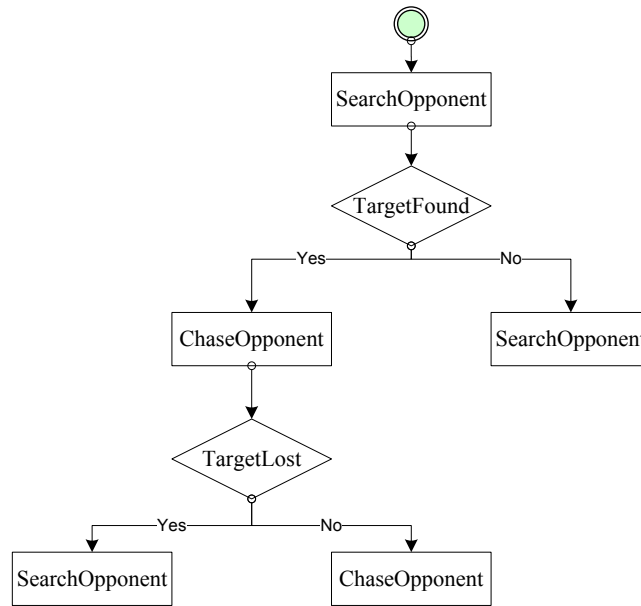 SearchOpponent
TargetFound
Yes
No
ChaseOpponent
SearchOpponent
TargetLost
Yes
No
SearchOpponent
ChaseOpponent